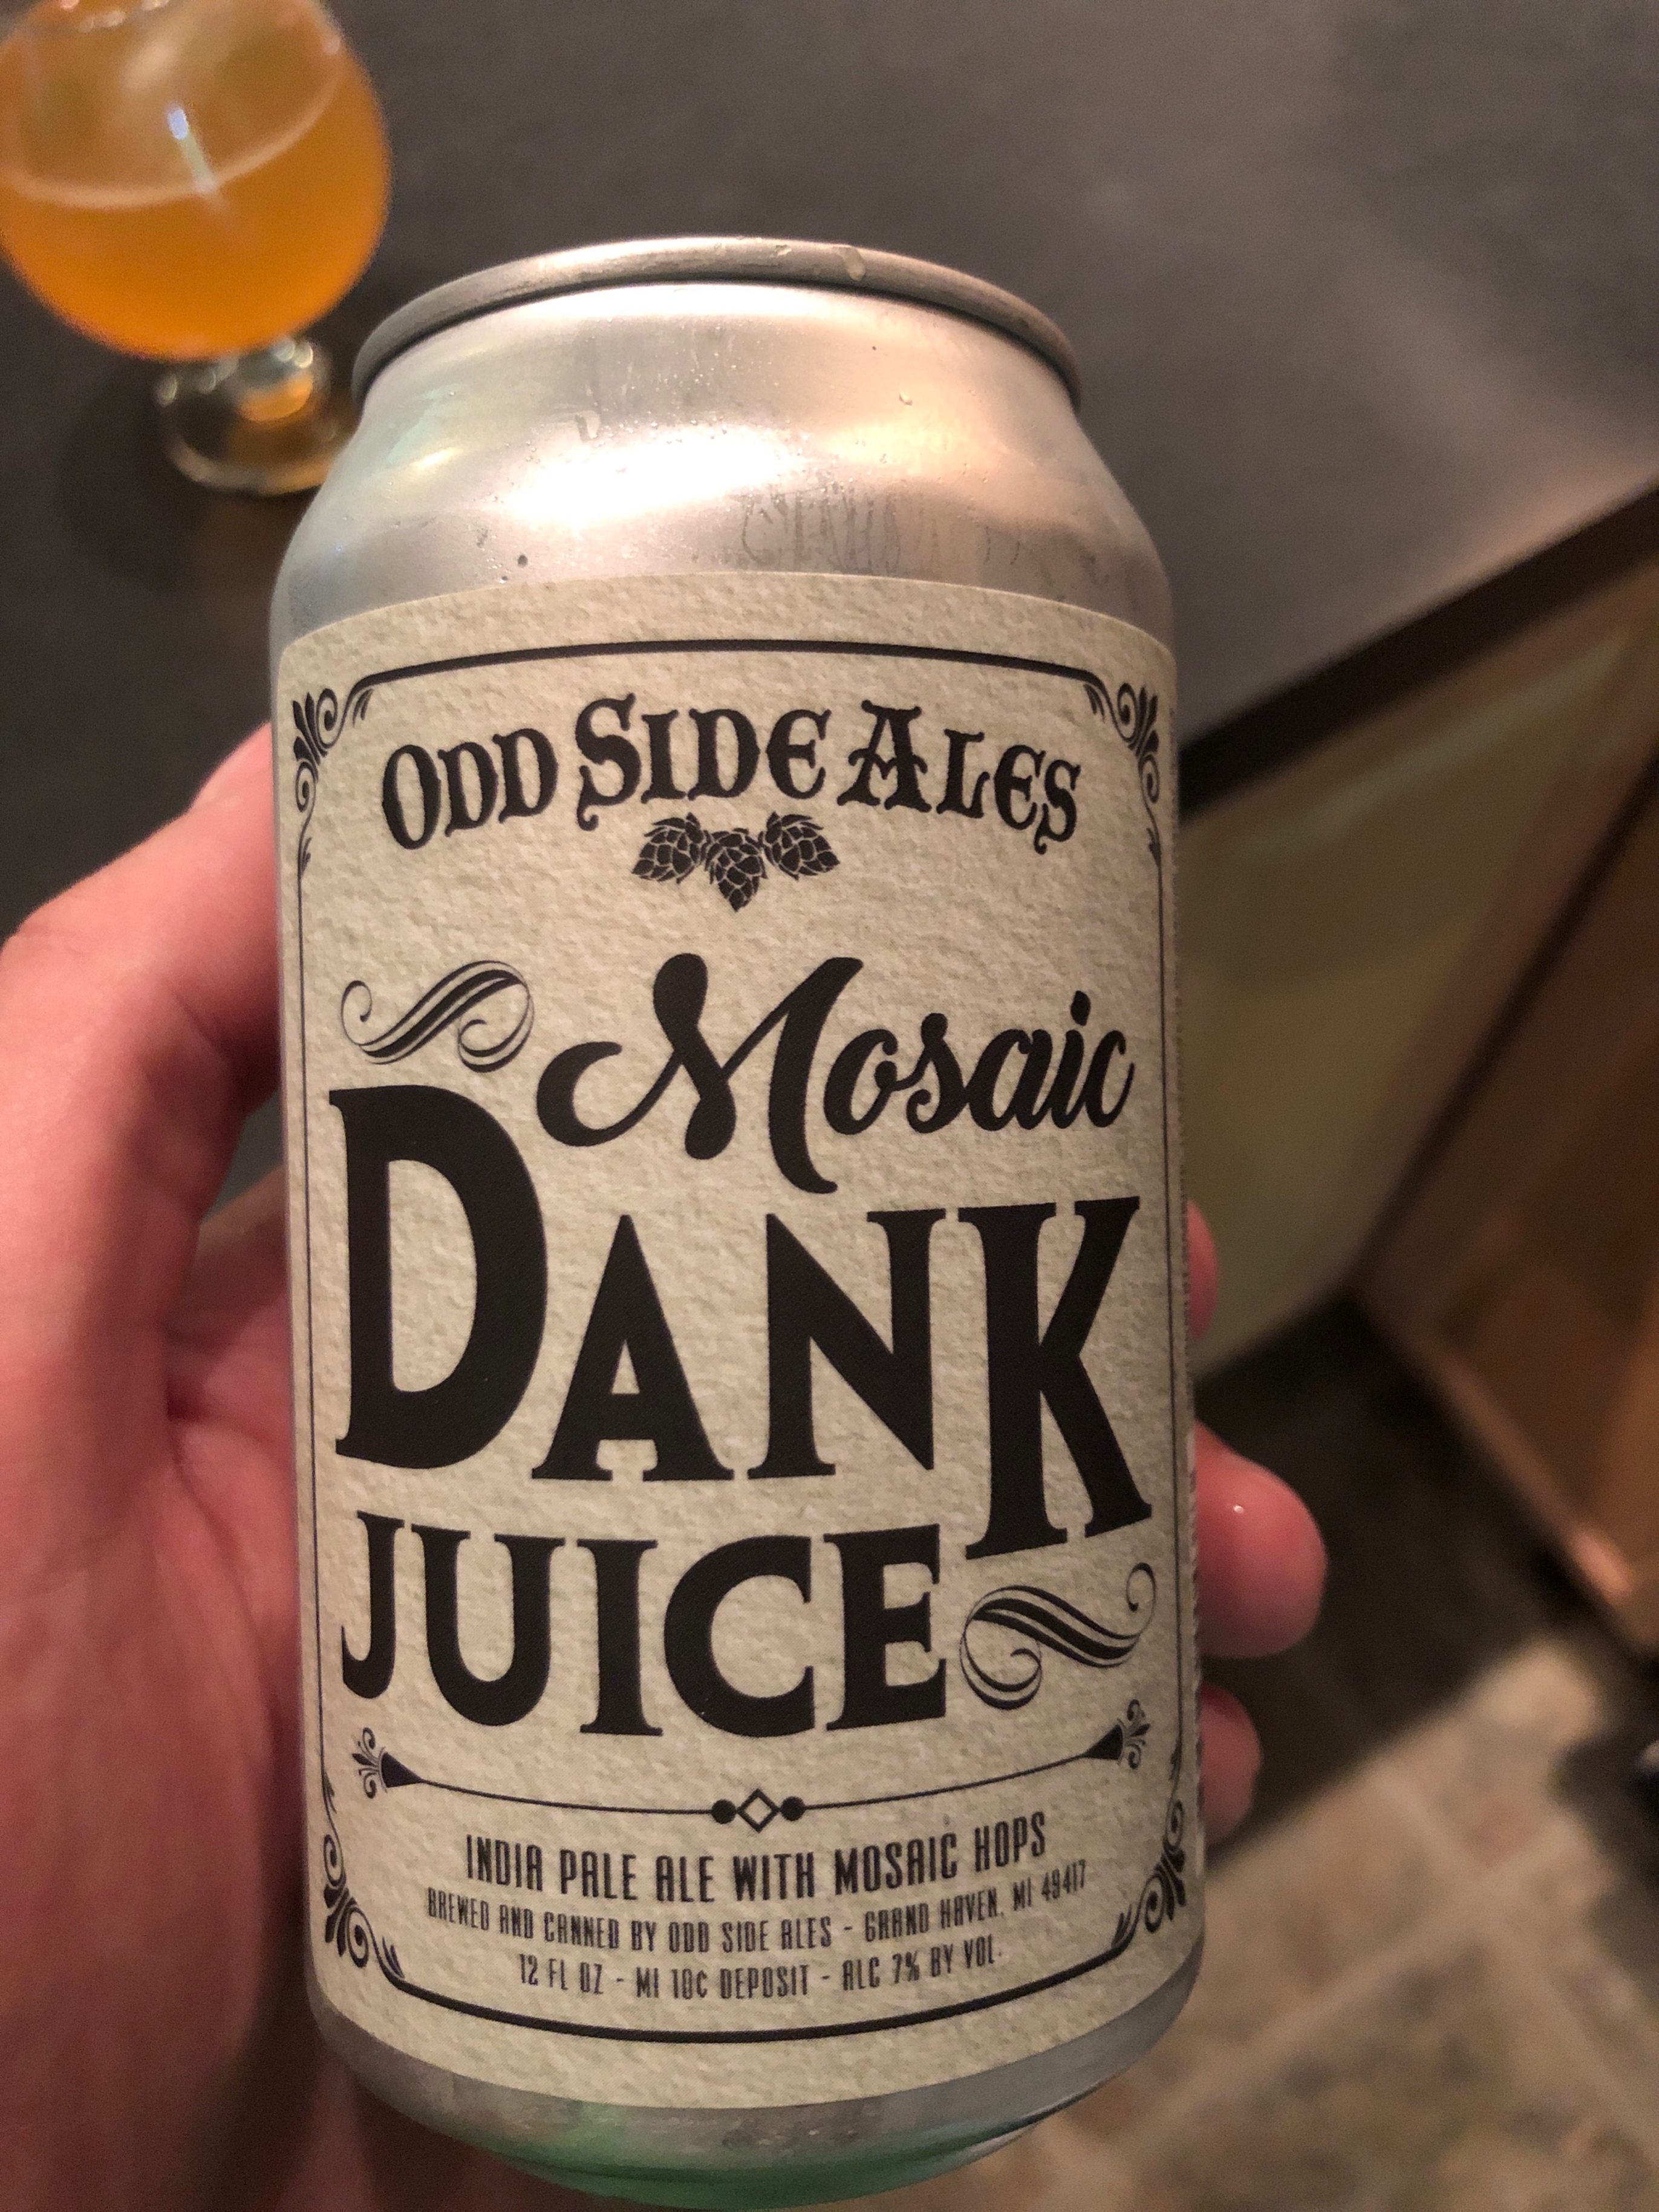 ODD SIDE ALES
Mosaic
DANK
JUICE
INDIA PALE ALE WITH MOSAIC HOPS
BREWED AND CANNED BY ODD SIDE ALES - GRAND HAVEN, MI 49417
12 FL OZ - MI 10¢ DEPOSIT - ALC 7% BY VOL.